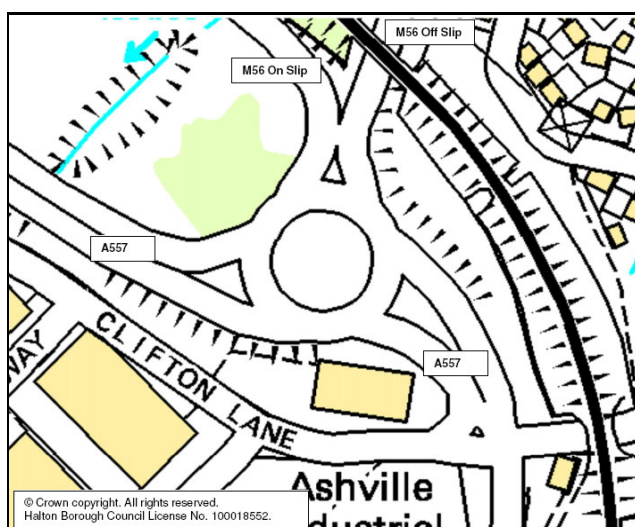 M56 Off Slip
M56 On Slip
A557
CLIFTON LANE
WAY
A557
Ashville
© Crown copyright. All rights reserved.
Halton Borough Council License No. 100018552.